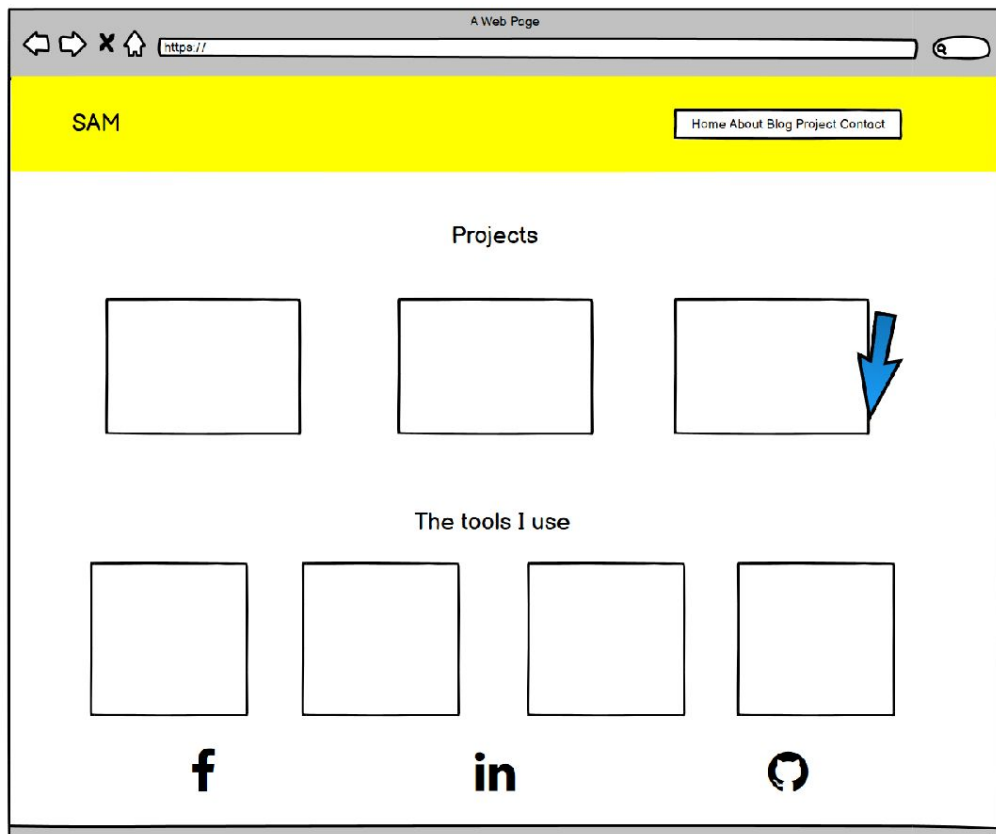 A Web Page
https://
SAM
Home About Blog Project Contact
Projects
The tools I use
f in